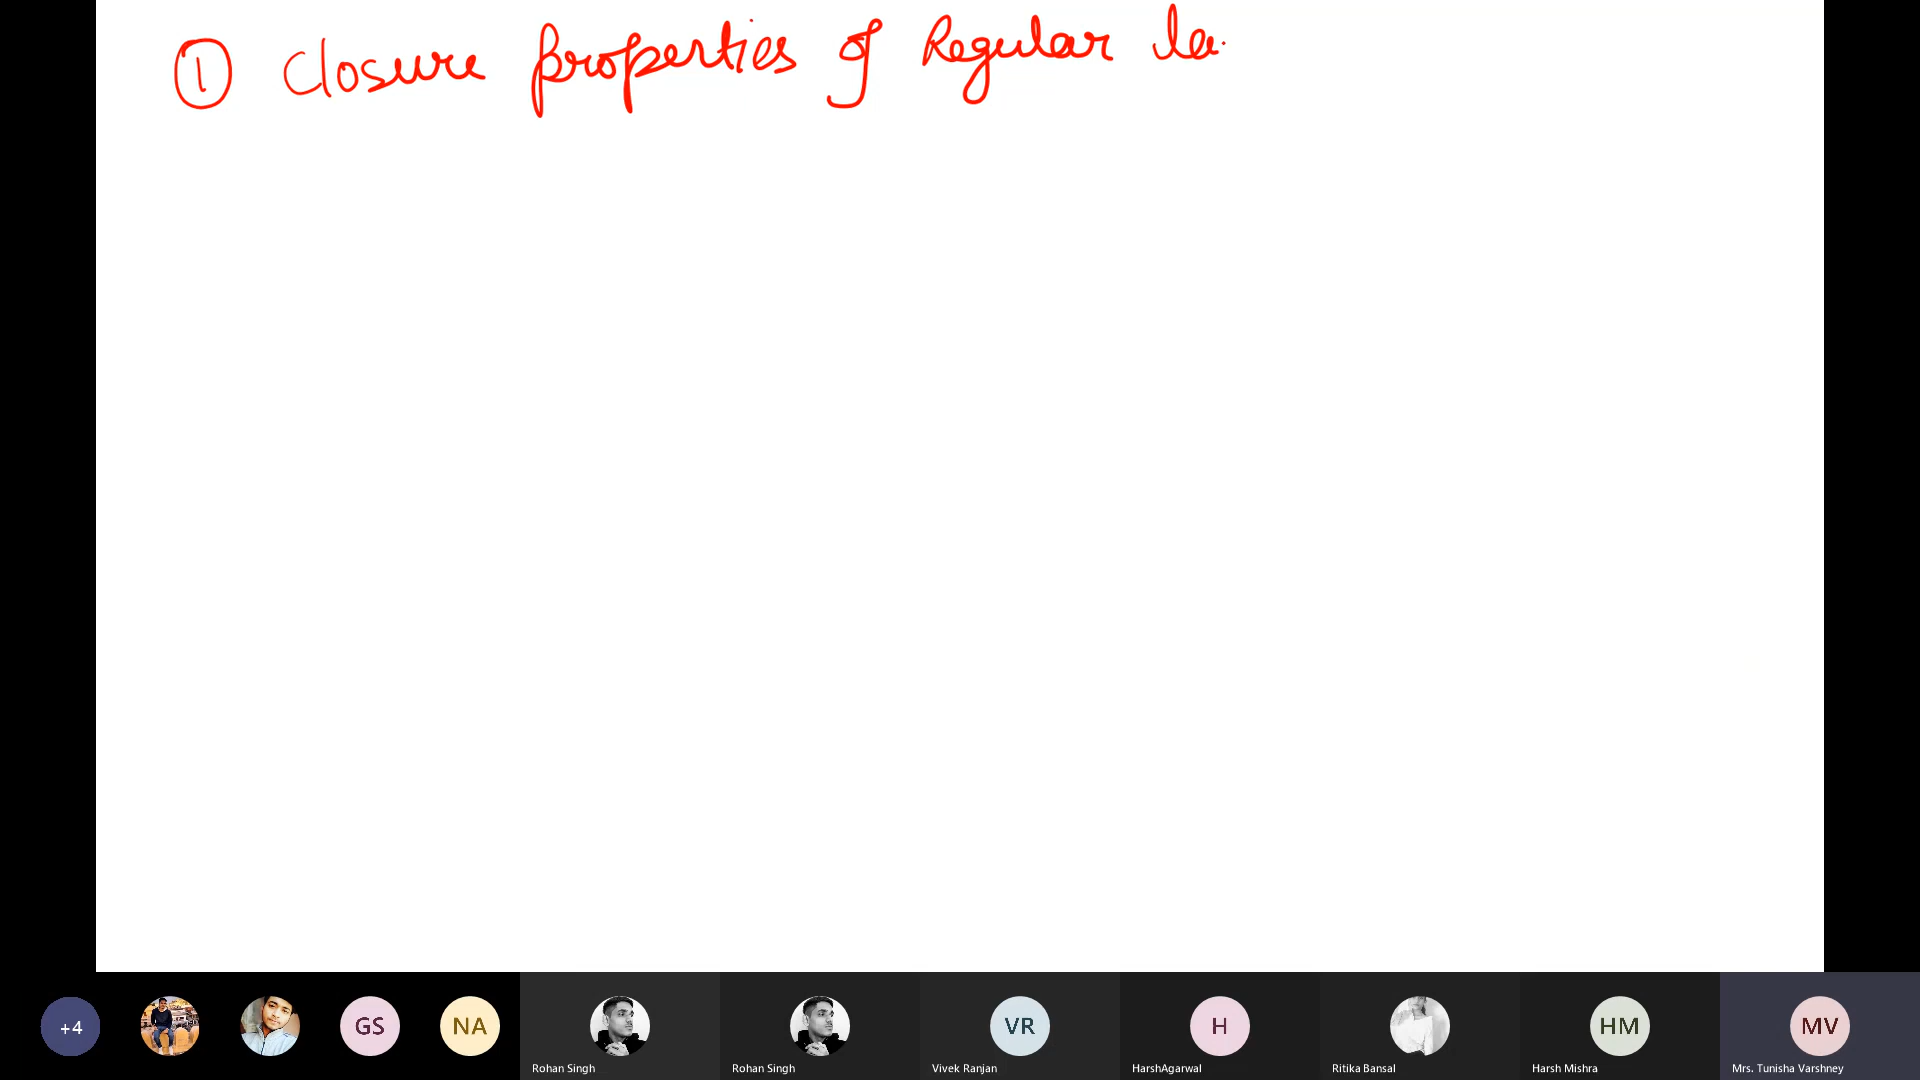 ① Closure properties of Regular la.
+4
GS
NA
Rohan Singh
Rohan Singh
VR
Vivek Ranjan
H
HarshAgarwal
Ritika Bansal
HM
Harsh Mishra
MV
Mrs. Tunisha Varshney